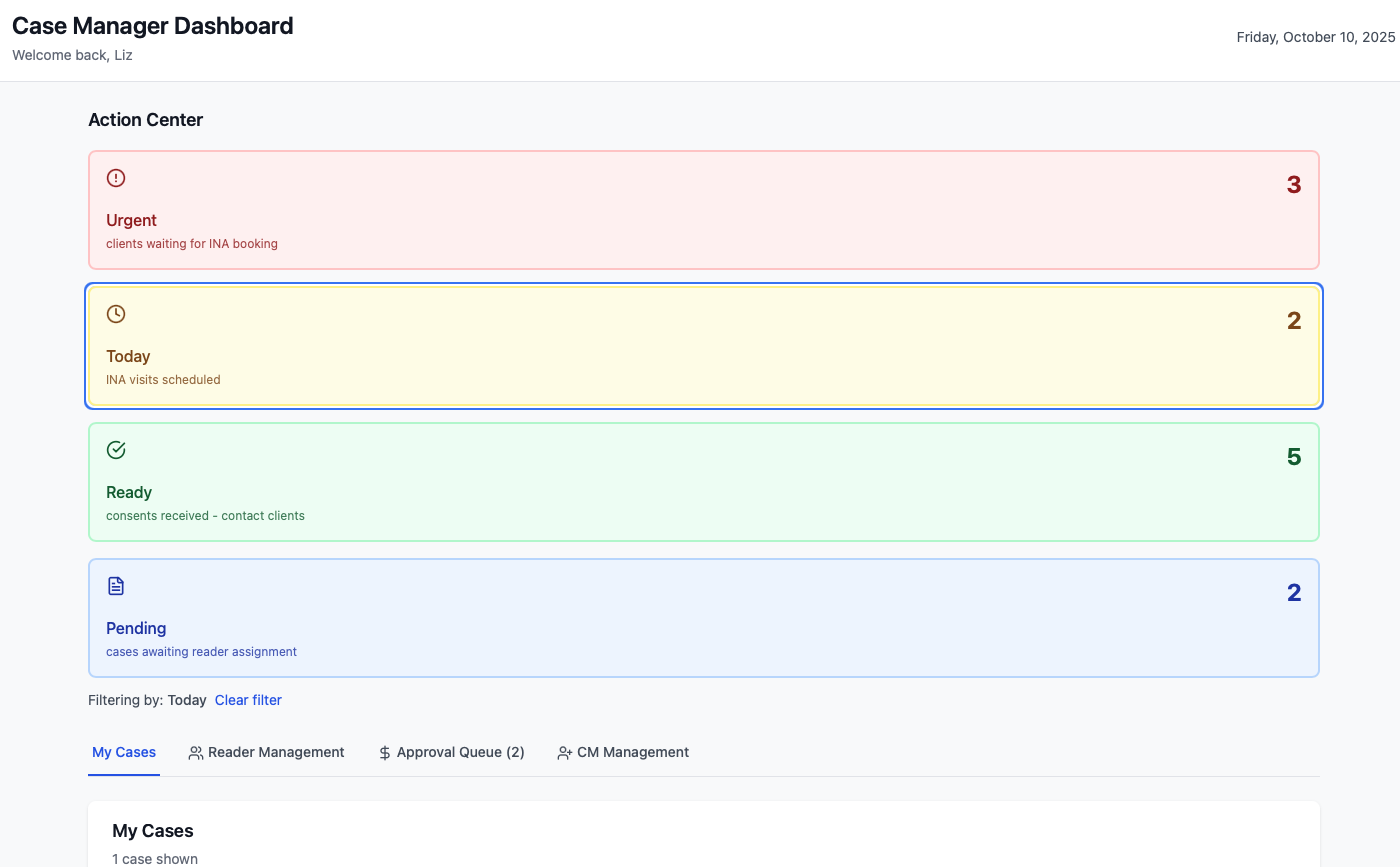 Case Manager Dashboard
Welcome back, Liz
Friday, October 10, 2025
Action Center
3
Urgent
clients waiting for INA booking
2
Today
INA visits scheduled
5
Ready
consents received - contact clients
2
Pending
cases awaiting reader assignment
Filtering by: Today Clear filter
My Cases Reader Management Approval Queue (2) CM Management
My Cases
1 case shown